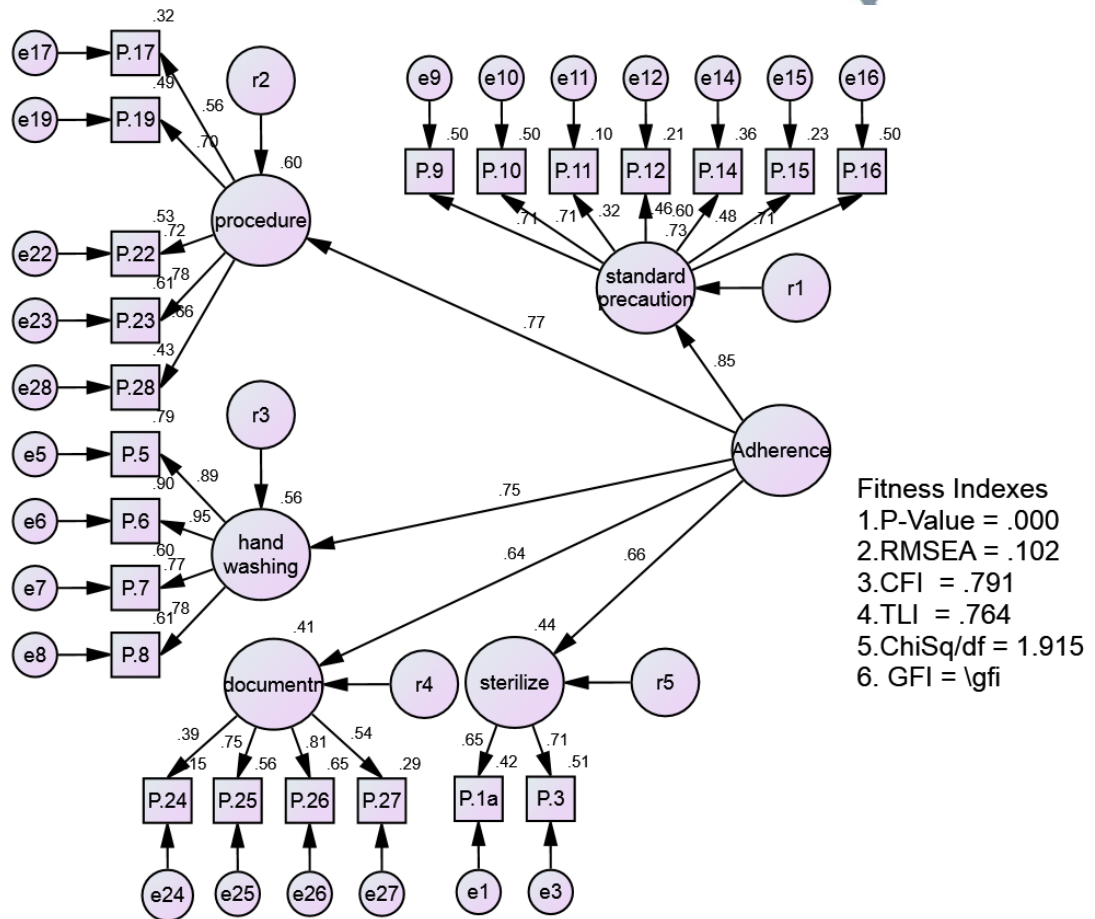 .32
e17
P.17
.49
e19
P.19
.56
.70
r2
.60
procedure
.53
.72
e22
P.22
.61
.78
e23
P.23
.66
.43
e28
P.28
e9
e10
e11
e12
e14
e15
e16
.50
.50
.10
.21
.36
.23
.50
P.9
P.10
P.11
P.12
P.14
P.15
P.16
.71
.71
.32
.46
.60
.48
.71
.73
standard
precaution
r1
.77
.85
Adherence
.79
e5
P.5
.89
.90
e6
P.6
.95
.60
e7
P.7
.77
.61
.78
e8
P.8
r3
.56
hand
washing
.75
.64
.66
.41
documentn
r4
.44
sterilize
r5
.39
.75
.81
.54
.15
.56
.65
.29
P.24
P.25
P.26
P.27
e24
e25
e26
e27
.65
.71
.42
.51
P.1a
P.3
e1
e3
Fitness Indexes
1.P-Value = .000
2.RMSEA = .102
3.CFI = .791
4.TLI = .764
5.ChiSq/df = 1.915
6. GFI = \gfi